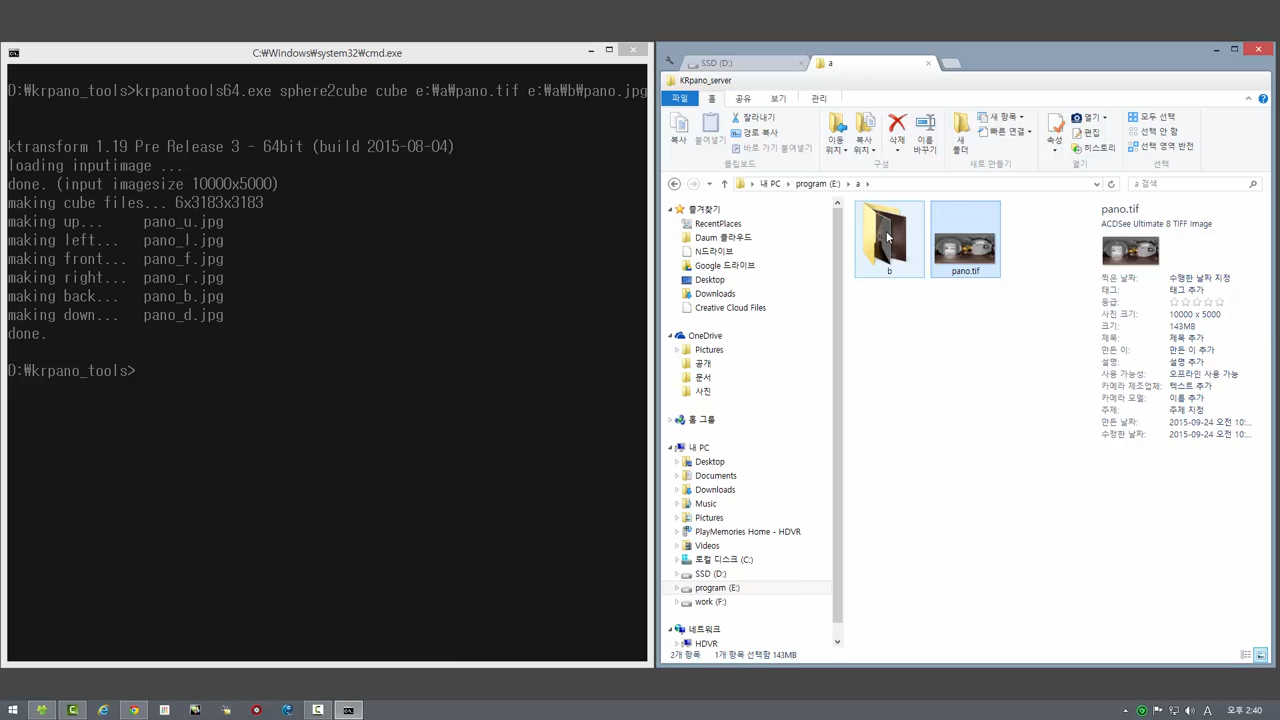 C:₩Windows₩system32₩cmd.exe
D:₩krpano_tools>krpanotools64.exe sphere2cube cube e:₩a₩pano.tif e:₩a₩b₩pano.jpg
ktransform 1.19 Pre Release 3 - 64bit (build 2015-08-04)
loading inputimage ...
done. (input imagesize 10000x5000)
making cube files... 6x3183x3183
making up... pano_u.jpg
making left... pano_l.jpg
making front... pano_f.jpg
making right... pano_r.jpg
making back... pano_b.jpg
making down... pano_d.jpg
done.
D:₩krpano_tools>
SSD (D:)
a
KRpano_server
파일
홈
공유
보기
관리
복사
붙여넣기
잘라내기
경로 복사
바로 가기 붙여넣기
클립보드
이동 위치
복사 위치
삭제
이름 바꾸기
구성
새 폴더
새 항목
빠른 연결
새로 만들기
속성
열기
편집
히스토리
열기
모두 선택
선택 안 함
선택 영역 반전
선택
내 PC
program (E:)
a
a 검색
즐겨찾기
RecentPlaces
Daum 클라우드
N드라이브
Google 드라이브
Desktop
Downloads
Creative Cloud Files
OneDrive
Pictures
공개
문서
사진
홈 그룹
내 PC
Desktop
Documents
Downloads
Music
Pictures
PlayMemories Home - HDVR
Videos
로컬 디스크 (C:)
SSD (D:)
program (E:)
work (F:)
네트워크
HDVR
b
pano.tif
pano.tif
ACDSee Ultimate 8 TIFF Image
찍은 날짜: 수행한 날짜 지정
태그: 태그 추가
등급:
사진 크기: 10000 x 5000
크기: 143MB
제목: 제목 추가
만든 이: 만든 이 추가
설명: 설명 추가
사용 가능성: 오프라인 사용 가능
카메라 제조업체: 텍스트 추가
카메라 모델: 이름 추가
주제: 주제 지정
만든 날짜: 2015-09-24 오전 10:...
수정한 날짜: 2015-09-24 오전 10:...
2개 항목
1개 항목 선택함 143MB
A
오후 2:40